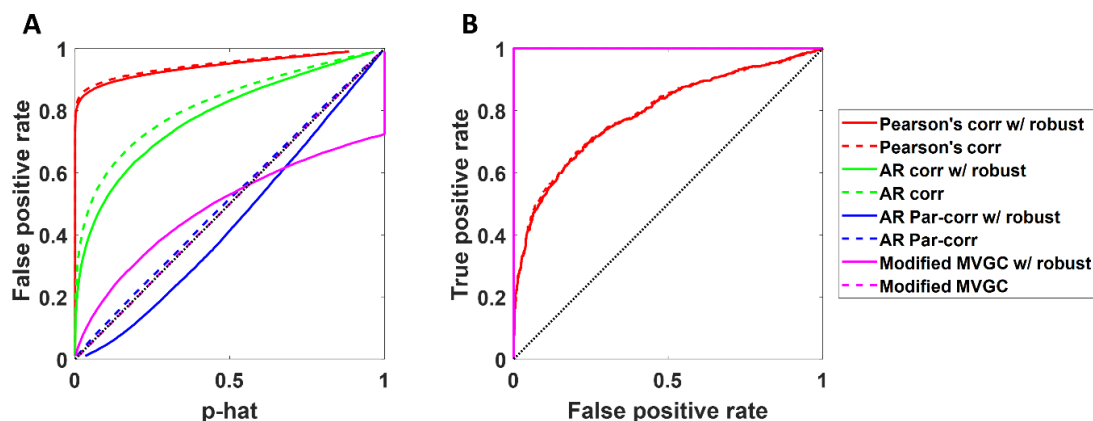 A
False positive rate
1
0.8
0.6
0.4
0.2
0
0
0.5
1
p-hat
B
True positive rate
1
0.8
0.6
0.4
0.2
0
0
0.5
1
False positive rate
Pearson's corr w/ robust
Pearson's corr
AR corr w/ robust
AR corr
AR Par-corr w/ robust
AR Par-corr
Modified MVGC w/ robust
Modified MVGC